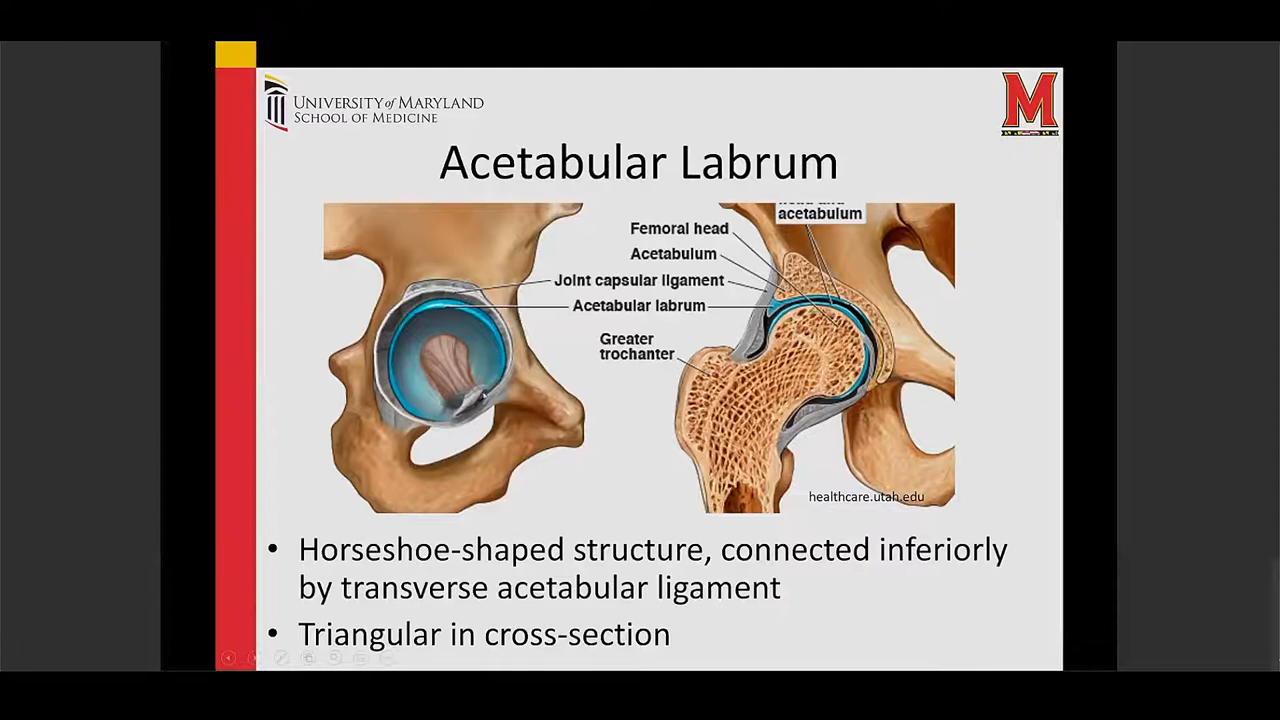 UNIVERSITY of MARYLAND
SCHOOL OF MEDICINE
M
Acetabular Labrum
acetabulum
Femoral head
Acetabulum
Joint capsular ligament
Acetabular labrum
Greater
trochanter
healthcare.utah.edu
• Horseshoe-shaped structure, connected inferiorly
by transverse acetabular ligament
• Triangular in cross-section